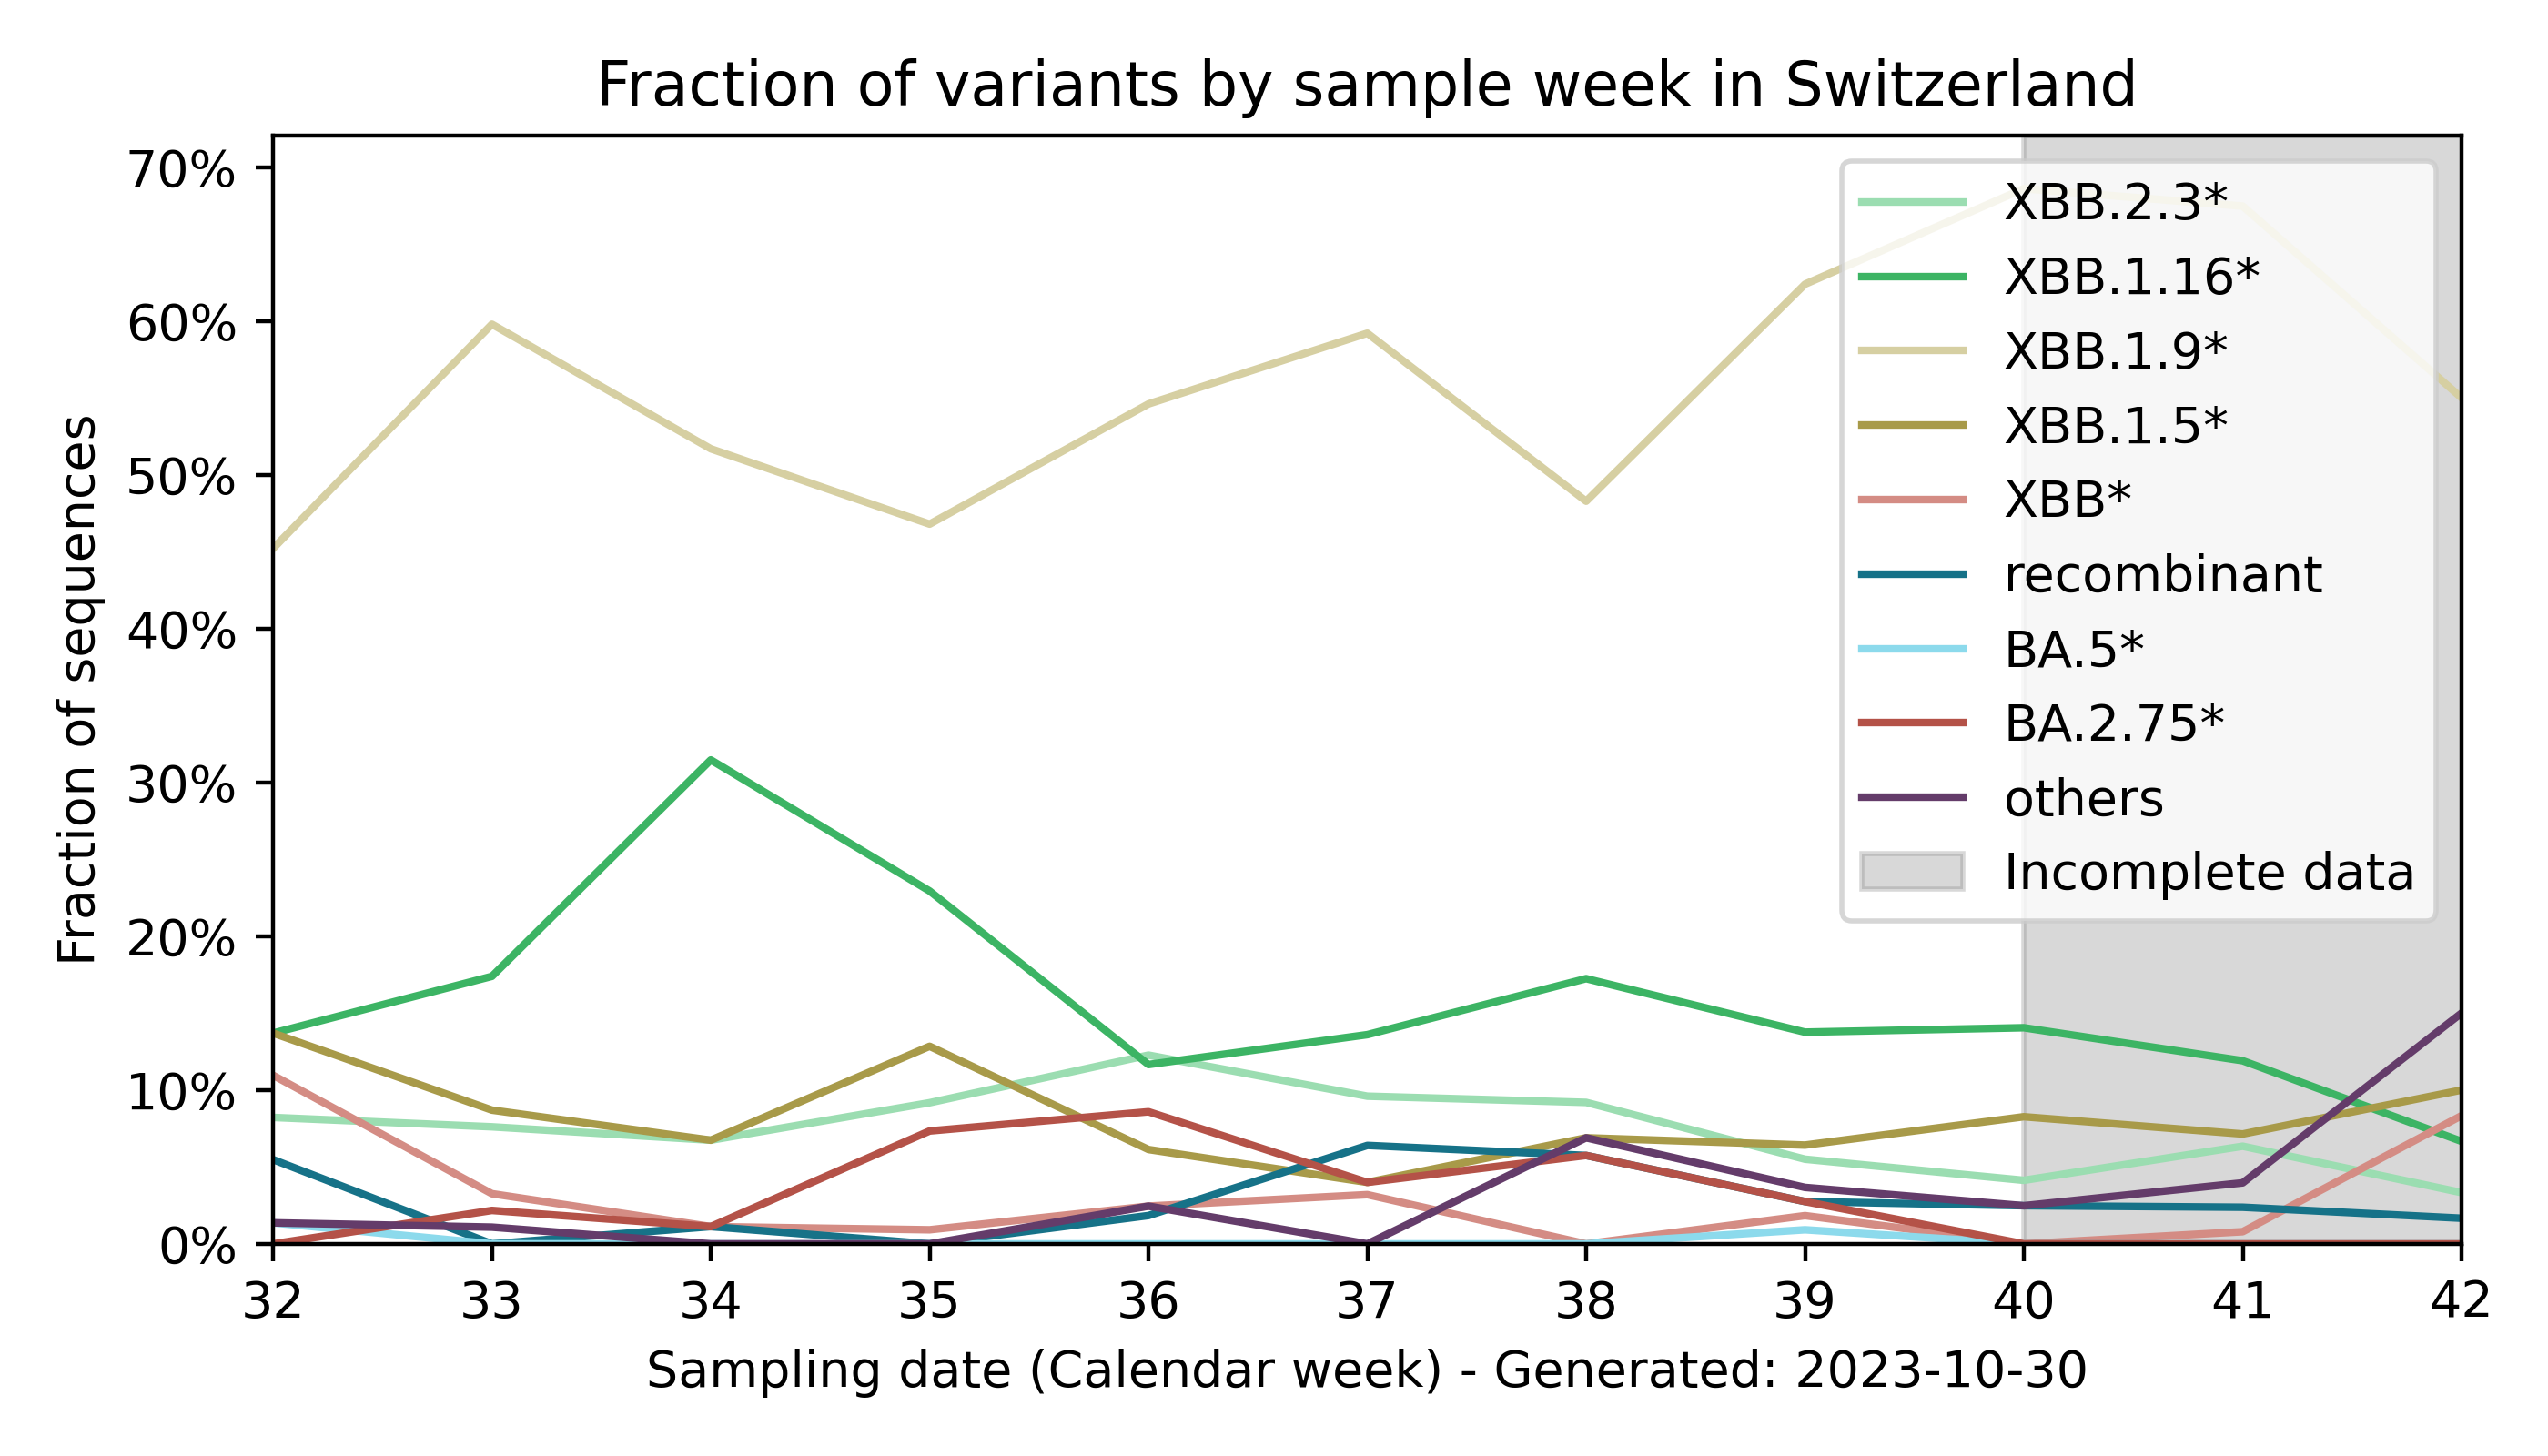 Fraction of variants by sample week in Switzerland
Fraction of sequences
70%
60%
50%
40%
30%
20%
10%
0%
XBB.2.3*
XBB.1.16*
XBB.1.9*
XBB.1.5*
XBB*
recombinant
BA.5*
BA.2.75*
others
Incomplete data
32 33 34 35 36 37 38 39 40 41 42
Sampling date (Calendar week) - Generated: 2023-10-30